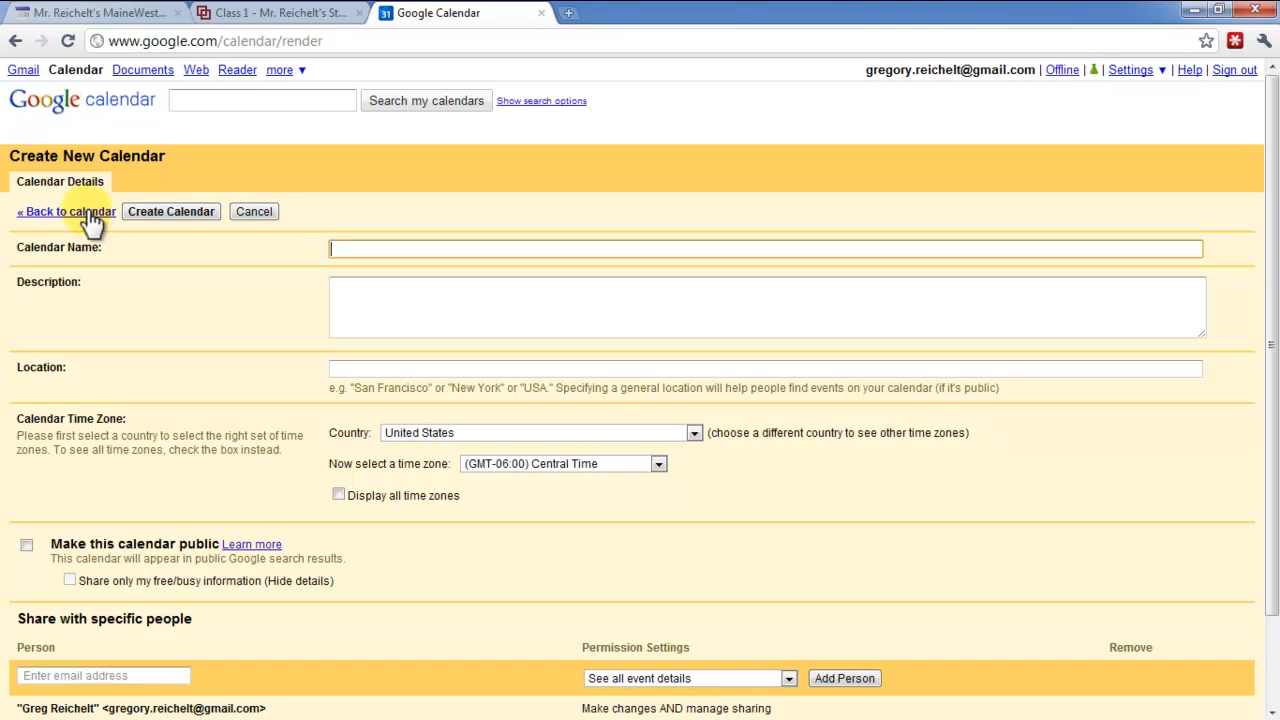 Mr. Reichelt's MaineWest...
Class 1 - Mr. Reichelt's St...
31 Google Calendar
www.google.com/calendar/render
Gmail Calendar Documents Web Reader more ▼
gregory.reichelt@gmail.com | Offline | Settings ▼ | Help | Sign out
Google calendar
Search my calendars
Show search options
Create New Calendar
Calendar Details
« Back to calendar
Create Calendar
Cancel
Calendar Name:
Description:
Location:
e.g. "San Francisco" or "New York" or "USA." Specifying a general location will help people find events on your calendar (if it's public)
Calendar Time Zone:
Please first select a country to select the right set of time
zones. To see all time zones, check the box instead.
Country: United States (choose a different country to see other time zones)
Now select a time zone: (GMT-06:00) Central Time
Display all time zones
Make this calendar public Learn more
This calendar will appear in public Google search results.
Share only my free/busy information (Hide details)
Share with specific people
Person
Permission Settings
Remove
Enter email address
See all event details
Add Person
"Greg Reichelt" <gregory.reichelt@gmail.com>
Make changes AND manage sharing